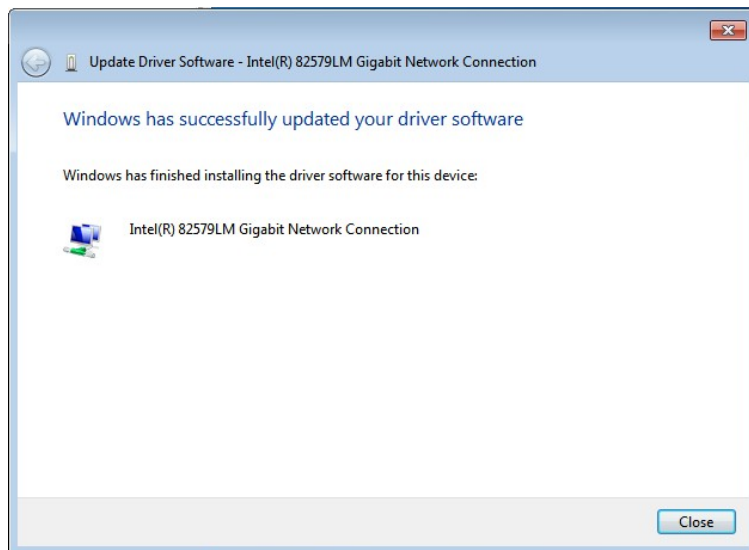 Update Driver Software - Intel(R) 82579LM Gigabit Network Connection
Windows has successfully updated your driver software
Windows has finished installing the driver software for this device:
Intel(R) 82579LM Gigabit Network Connection
Close